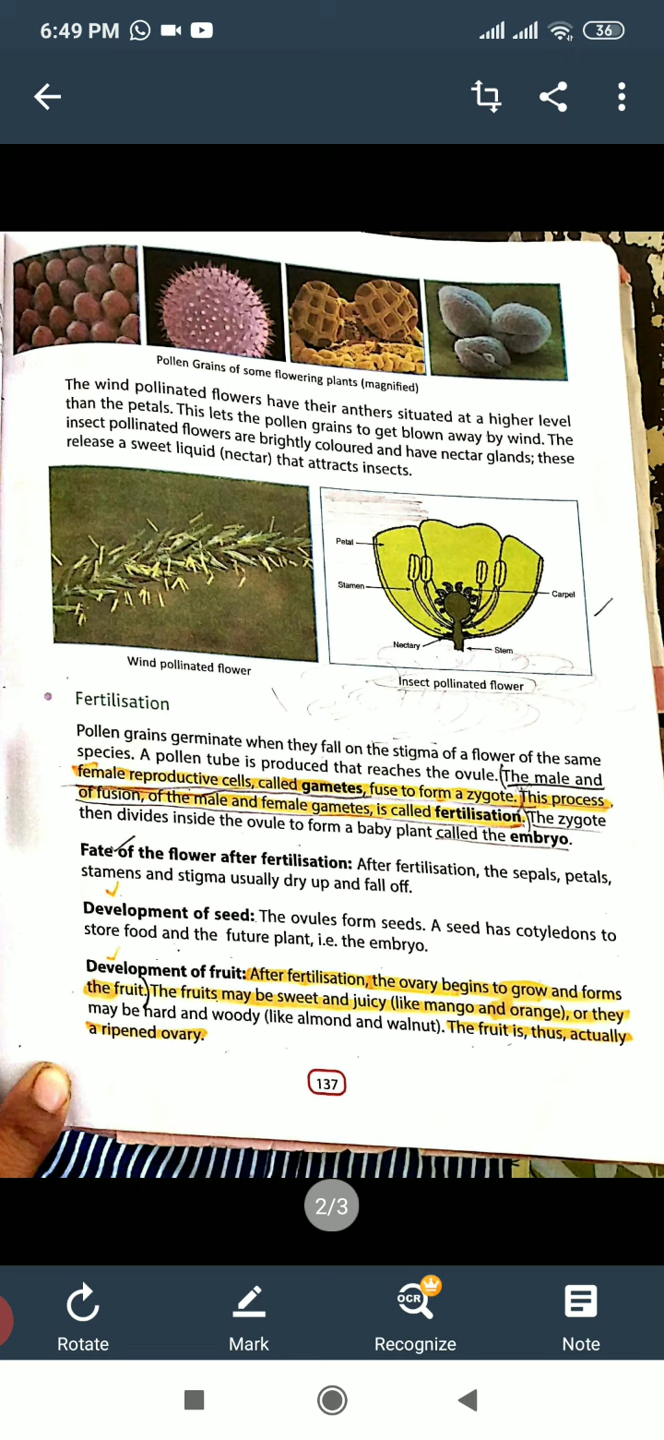 6:49 PM
36
Pollen Grains of some flowering plants (magnified)
The wind pollinated flowers have their anthers situated at a higher level
than the petals. This lets the pollen grains to get blown away by wind. The
insect pollinated flowers are brightly coloured and have nectar glands; these
release a sweet liquid (nectar) that attracts insects.
Petal
Stamen
Carpel
Nectary
Stem
Wind pollinated flower
Insect pollinated flower
Fertilisation
Pollen grains germinate when they fall on the stigma of a flower of the same
species. A pollen tube is produced that reaches the ovule. The male and
female reproductive cells, called gametes, fuse to form a zygote. This process
of fusion, of the male and female gametes, is called fertilisation. The zygote
then divides inside the ovule to form a baby plant called the embryo.
Fate of the flower after fertilisation: After fertilisation, the sepals, petals,
stamens and stigma usually dry up and fall off.
Development of seed: The ovules form seeds. A seed has cotyledons to
store food and the future plant, i.e. the embryo.
Development of fruit: After fertilisation, the ovary begins to grow and forms
the fruit. The fruits may be sweet and juicy (like mango and orange), or they
may be hard and woody (like almond and walnut). The fruit is, thus, actually
a ripened ovary.
137
2/3
OCR
Rotate
Mark
Recognize
Note